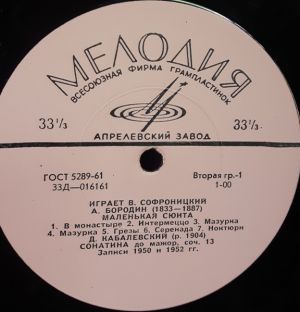 МЕЛОДИЯ
ВСЕСОЮЗНАЯ ФИРМА ГРАМПЛАСТИНОК
33⅓ 33⅓
АПРЕЛЕВСКИЙ ЗАВОД
ГОСТ 5289-61 Вторая гр.-1
33Д—016161 1-00
ИГРАЕТ В. СОФРОНИЦКИЙ
А. БОРОДИН (1833—1887)
МАЛЕНЬКАЯ СЮИТА
1. В монастыре 2. Интермеццо 3. Мазурка
4. Мазурка 5. Грезы 6. Серенада 7. Ноктюрн
Д. КАБАЛЕВСКИЙ (р. 1904)
СОНАТИНА до мажор, соч. 13
Записи 1950 и 1952 гг.